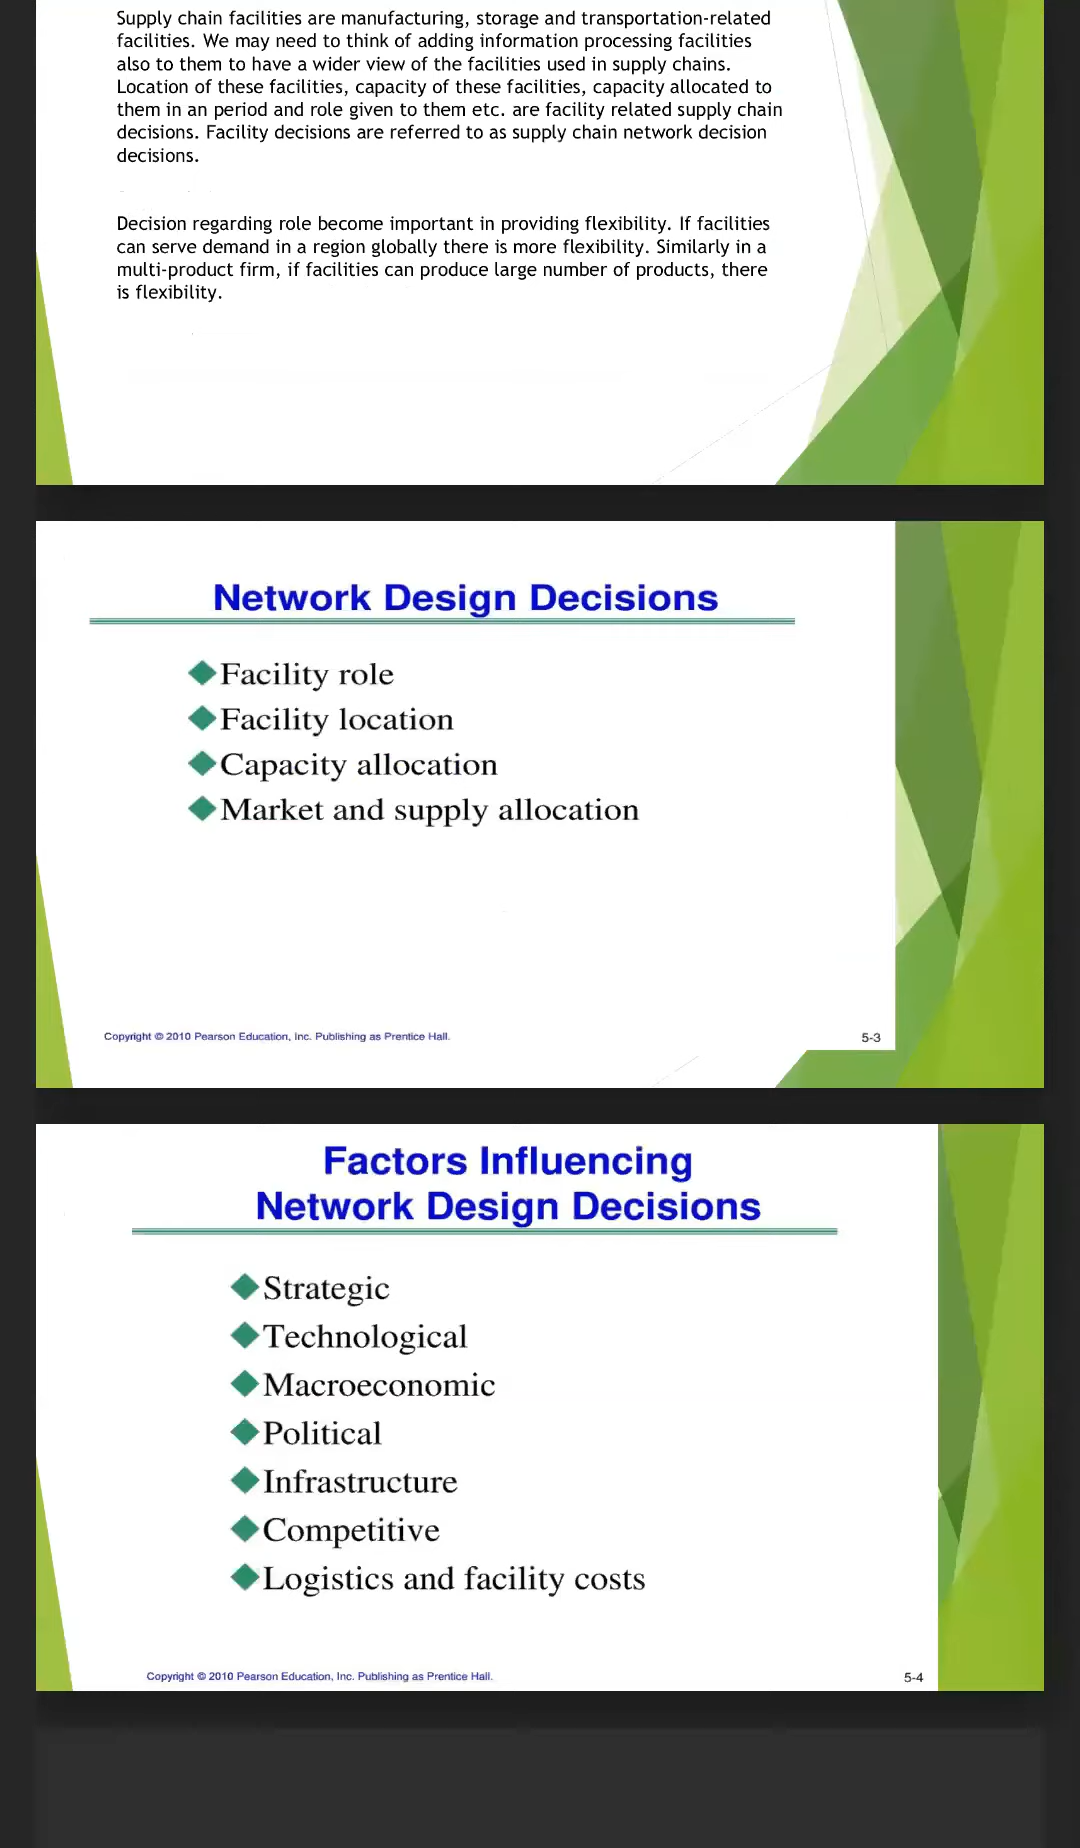 Supply chain facilities are manufacturing, storage and transportation-related
facilities. We may need to think of adding information processing facilities
also to them to have a wider view of the facilities used in supply chains.
Location of these facilities, capacity of these facilities, capacity allocated to
them in an period and role given to them etc. are facility related supply chain
decisions. Facility decisions are referred to as supply chain network decision
decisions.
Decision regarding role become important in providing flexibility. If facilities
can serve demand in a region globally there is more flexibility. Similarly in a
multi-product firm, if facilities can produce large number of products, there
is flexibility.
Network Design Decisions
Facility role
Facility location
Capacity allocation
Market and supply allocation
Copyright © 2010 Pearson Education, Inc. Publishing as Prentice Hall.
5-3
Factors Influencing
Network Design Decisions
Strategic
Technological
Macroeconomic
Political
Infrastructure
Competitive
Logistics and facility costs
Copyright © 2010 Pearson Education, Inc. Publishing as Prentice Hall.
5-4